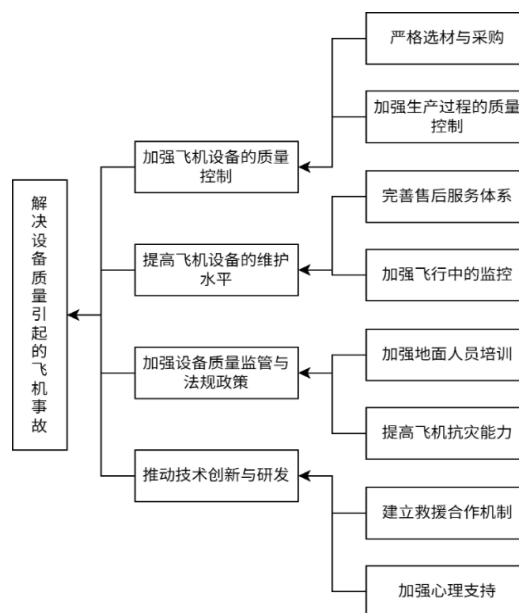 严格选材与采购
加强生产过程的质量
控制
加强飞机设备的质量
控制
完善售后服务体系
解决设备质量引起的飞机事故
提高飞机设备的维护
水平
加强飞行中的监控
加强设备质量监管与
法规政策
加强地面人员培训
提高飞机抗灾能力
推动技术创新与研发
建立救援合作机制
加强心理支持